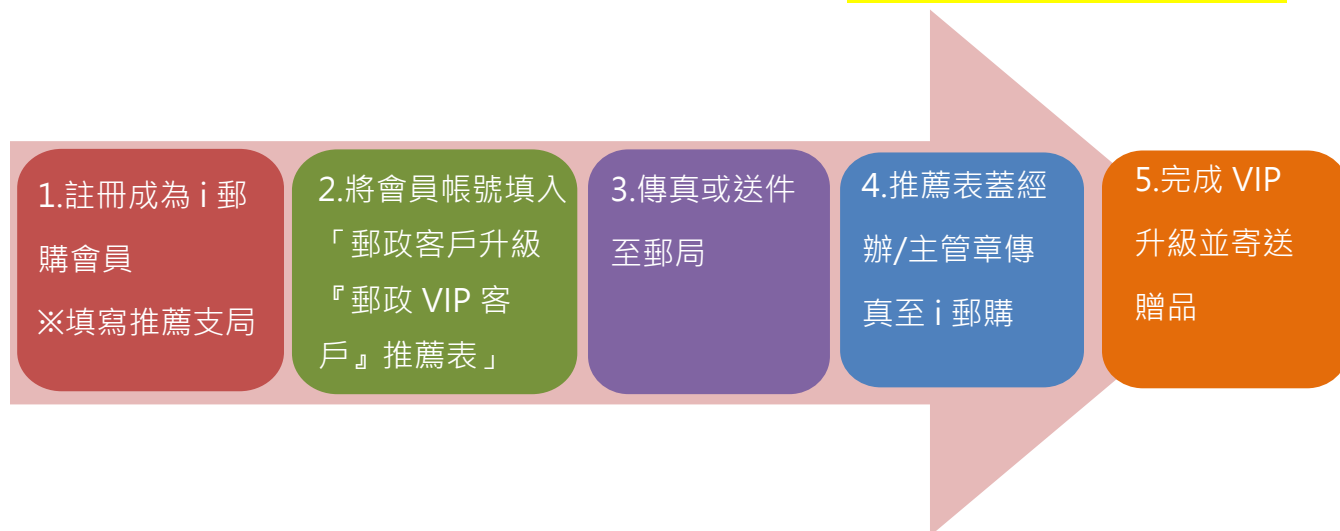 1.註冊成為 i 郵
購會員
※填寫推薦支局
2.將會員帳號填入
「郵政客戶升級
『郵政 VIP 客
戶』推薦表」
3.傳真或送件
至郵局
4.推薦表蓋經
辦/主管章傳
真至 i 郵購
5.完成 VIP
升級並寄送
贈品